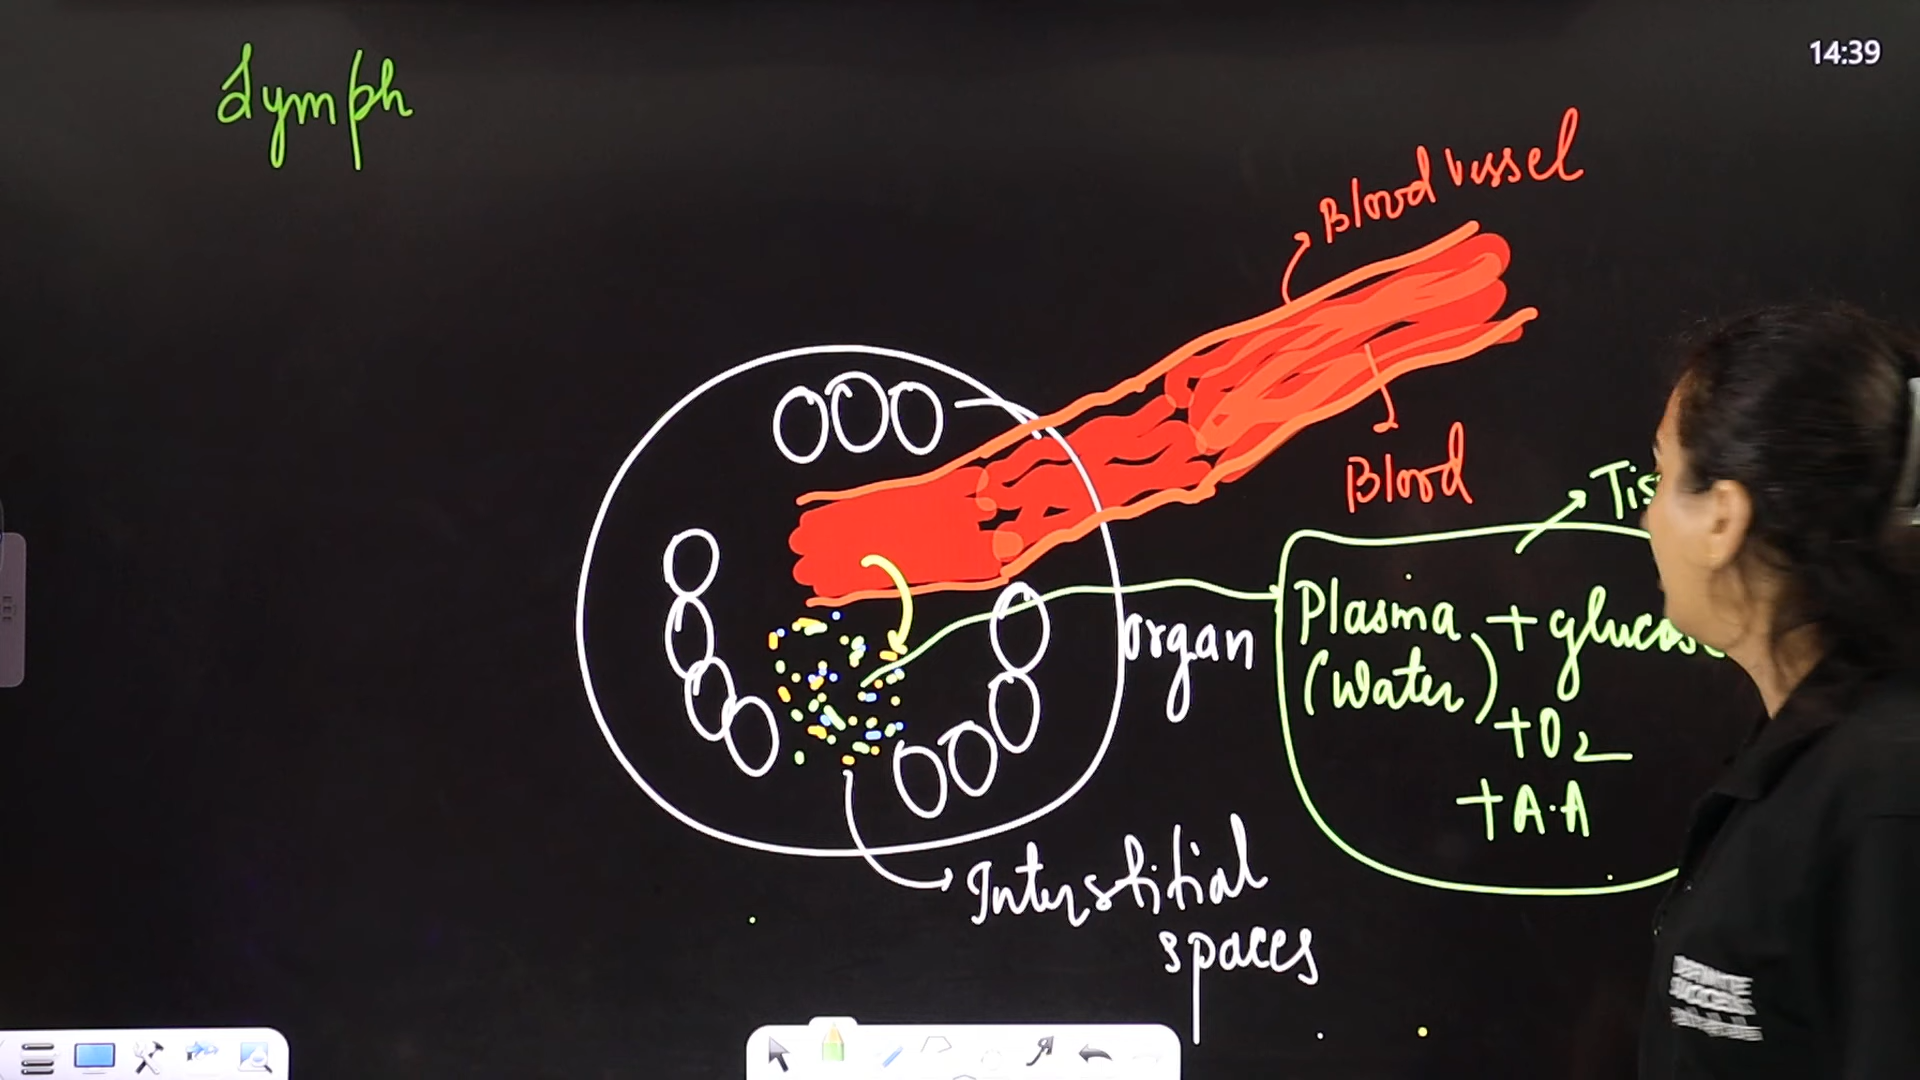 Lymph
14:39
Blood Vessel
Blood
organ
Plasma + glucose
(Water)
+O2
+A.A
Interstitial
spaces